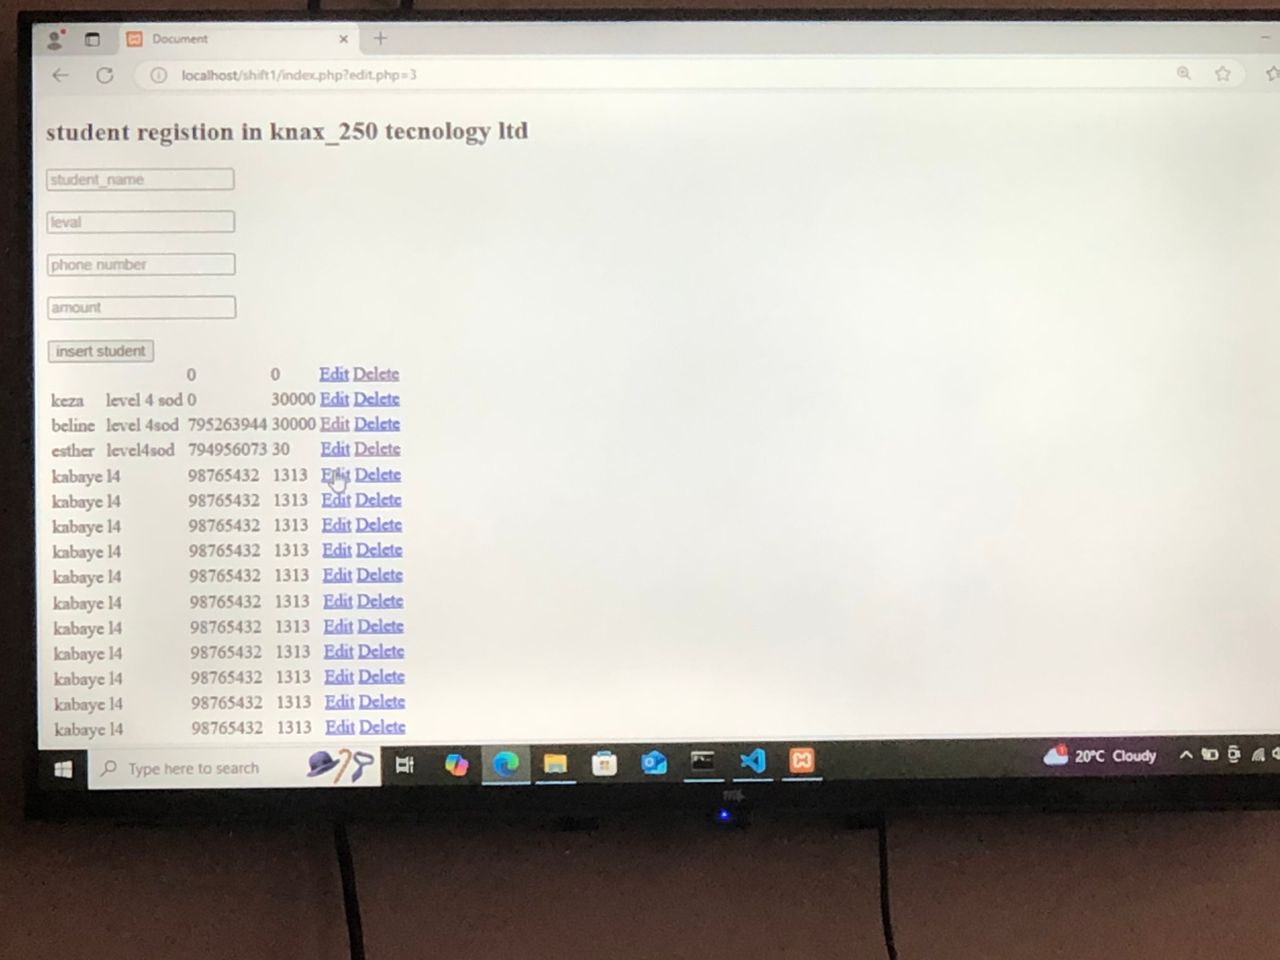 Document
localhost/shift1/index.php?edit.php=3
student registion in knax_250 tecnology ltd
student_name
leval
phone number
amount
insert student
0 0 Edit Delete
keza level 4 sod 0 30000 Edit Delete
beline level 4sod 795263944 30000 Edit Delete
esther level4sod 794956073 30 Edit Delete
kabaye l4 98765432 1313 Edit Delete
kabaye l4 98765432 1313 Edit Delete
kabaye l4 98765432 1313 Edit Delete
kabaye l4 98765432 1313 Edit Delete
kabaye l4 98765432 1313 Edit Delete
kabaye l4 98765432 1313 Edit Delete
kabaye l4 98765432 1313 Edit Delete
kabaye l4 98765432 1313 Edit Delete
kabaye l4 98765432 1313 Edit Delete
kabaye l4 98765432 1313 Edit Delete
kabaye l4 98765432 1313 Edit Delete
Type here to search
20°C Cloudy